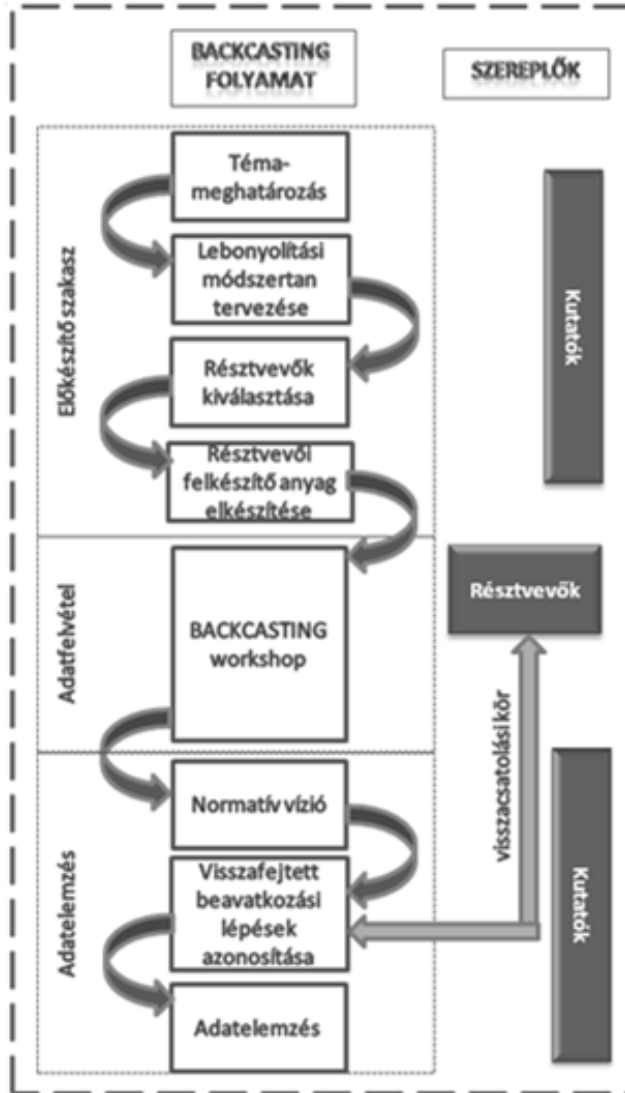 BACKCASTING
FOLYAMAT
SZEREPLŐK
Előkészítő szakasz
Téma-
meghatározás
Lebonyolítási
módszertan
tervezése
Résztvevők
kiválasztása
Résztvevői
felkészítő anyag
elkészítése
Kutatók
Adatfelvétel
BACKCASTING
workshop
Résztvevők
visszacsatolási kör
Adatelemzés
Normatív vízió
Visszafejtett
beavatkozási
lépések
azonosítása
Adatelemzés
Kutatók